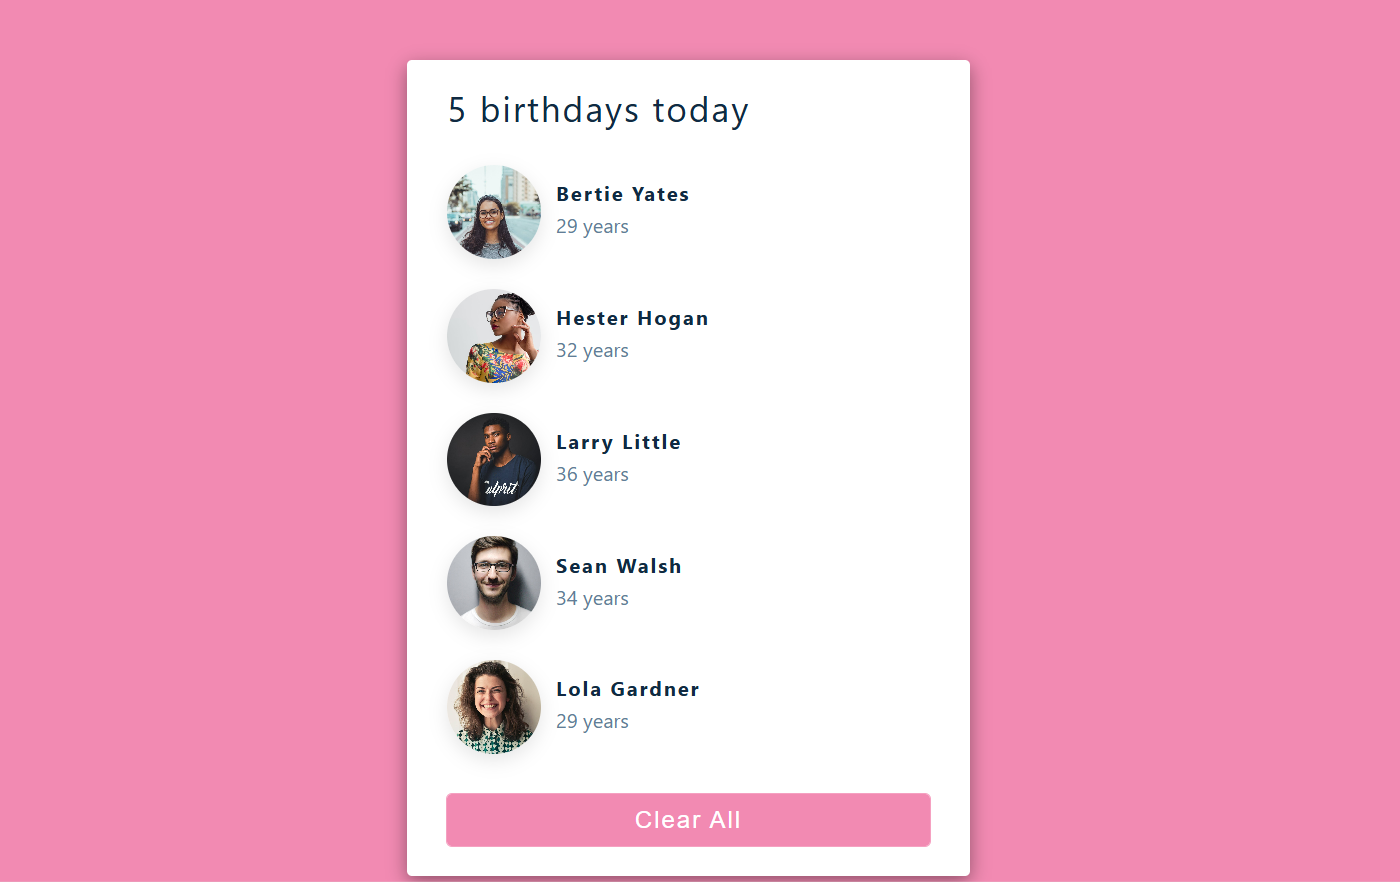 5 birthdays today
Bertie Yates
29 years
Hester Hogan
32 years
Larry Little
36 years
Sean Walsh
34 years
Lola Gardner
29 years
Clear All